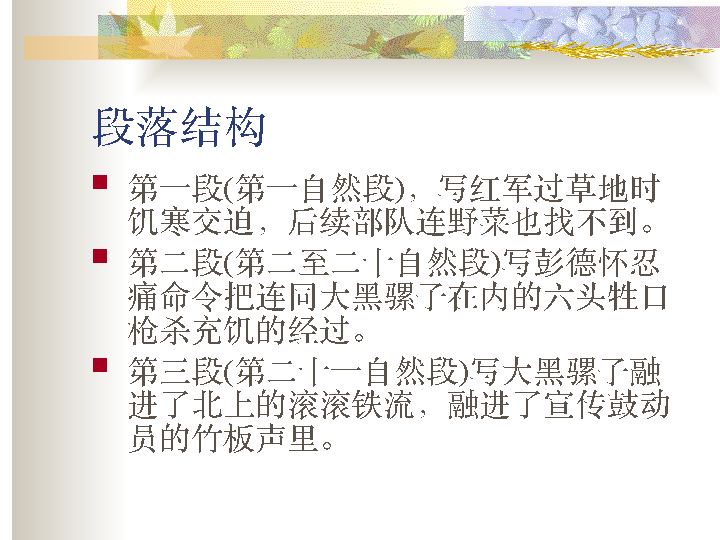 段落结构
第一段(第一自然段)，写红军过草地时
饥寒交迫，后续部队连野菜也找不到。
第二段(第二至二十自然段)写彭德怀忍
痛命令把连同大黑骡子在内的六头牲口
枪杀充饥的经过。
第三段(第二十一自然段)写大黑骡子融
进了北上的滚滚铁流，融进了宣传鼓动
员的竹板声里。